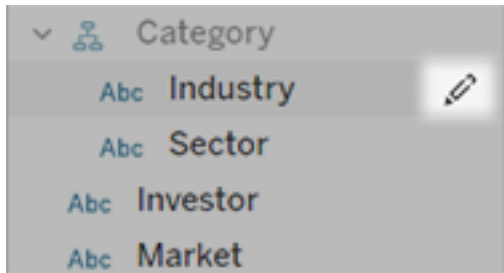 Category
Abc Industry
Abc Sector
Abc Investor
Abc Market